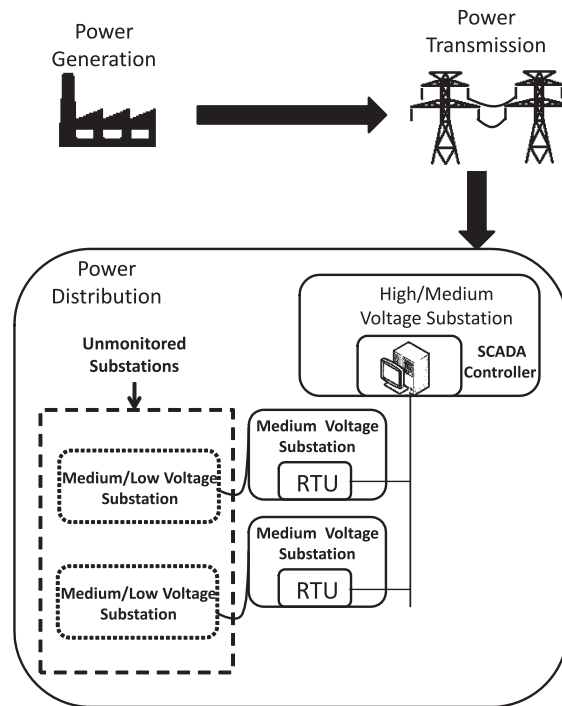 Power
Generation
Power
Transmission
Power
Distribution
High/Medium
Voltage Substation
SCADA
Controller
Unmonitored
Substations
Medium Voltage
Substation
RTU
Medium/Low Voltage
Substation
Medium Voltage
Substation
RTU
Medium/Low Voltage
Substation